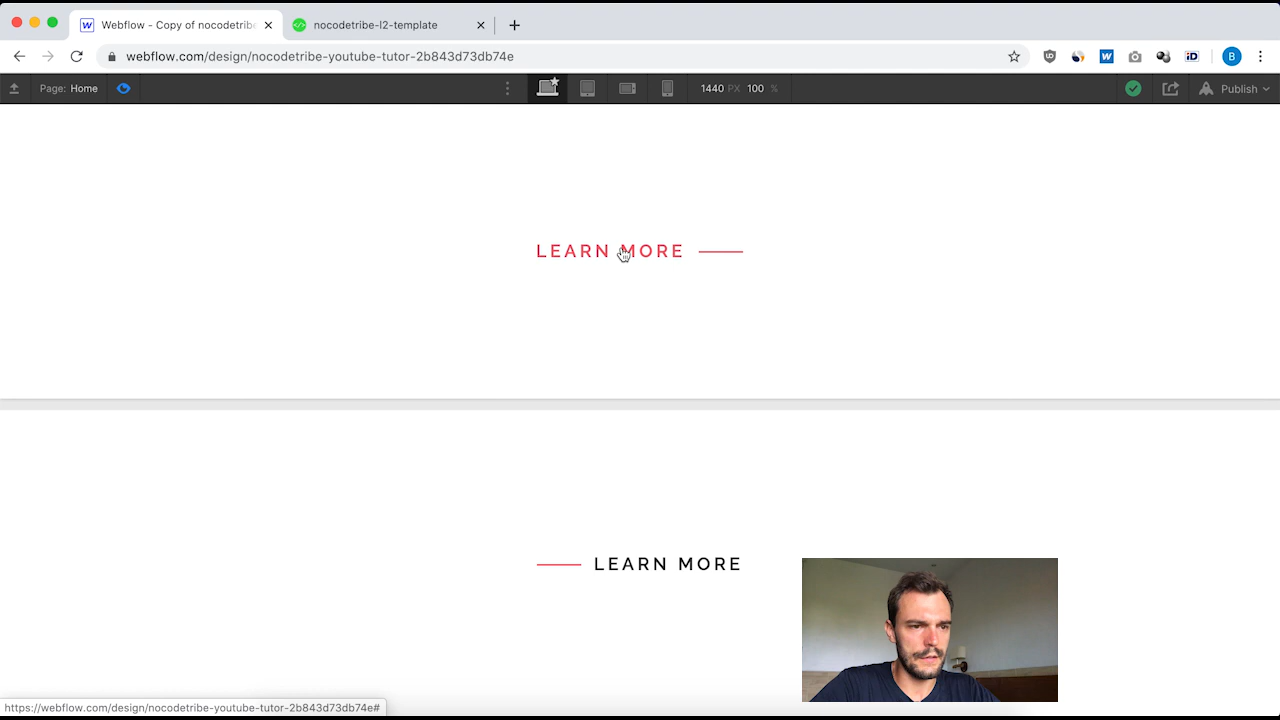 Webflow - Copy of nocodetribe
nocodetribe-l2-template
webflow.com/design/nocodetribe-youtube-tutor-2b843d73db74e
Page: Home
1440 PX 100 %
Publish
LEARN MORE
LEARN MORE
https://webflow.com/design/nocodetribe-youtube-tutor-2b843d73db74e#